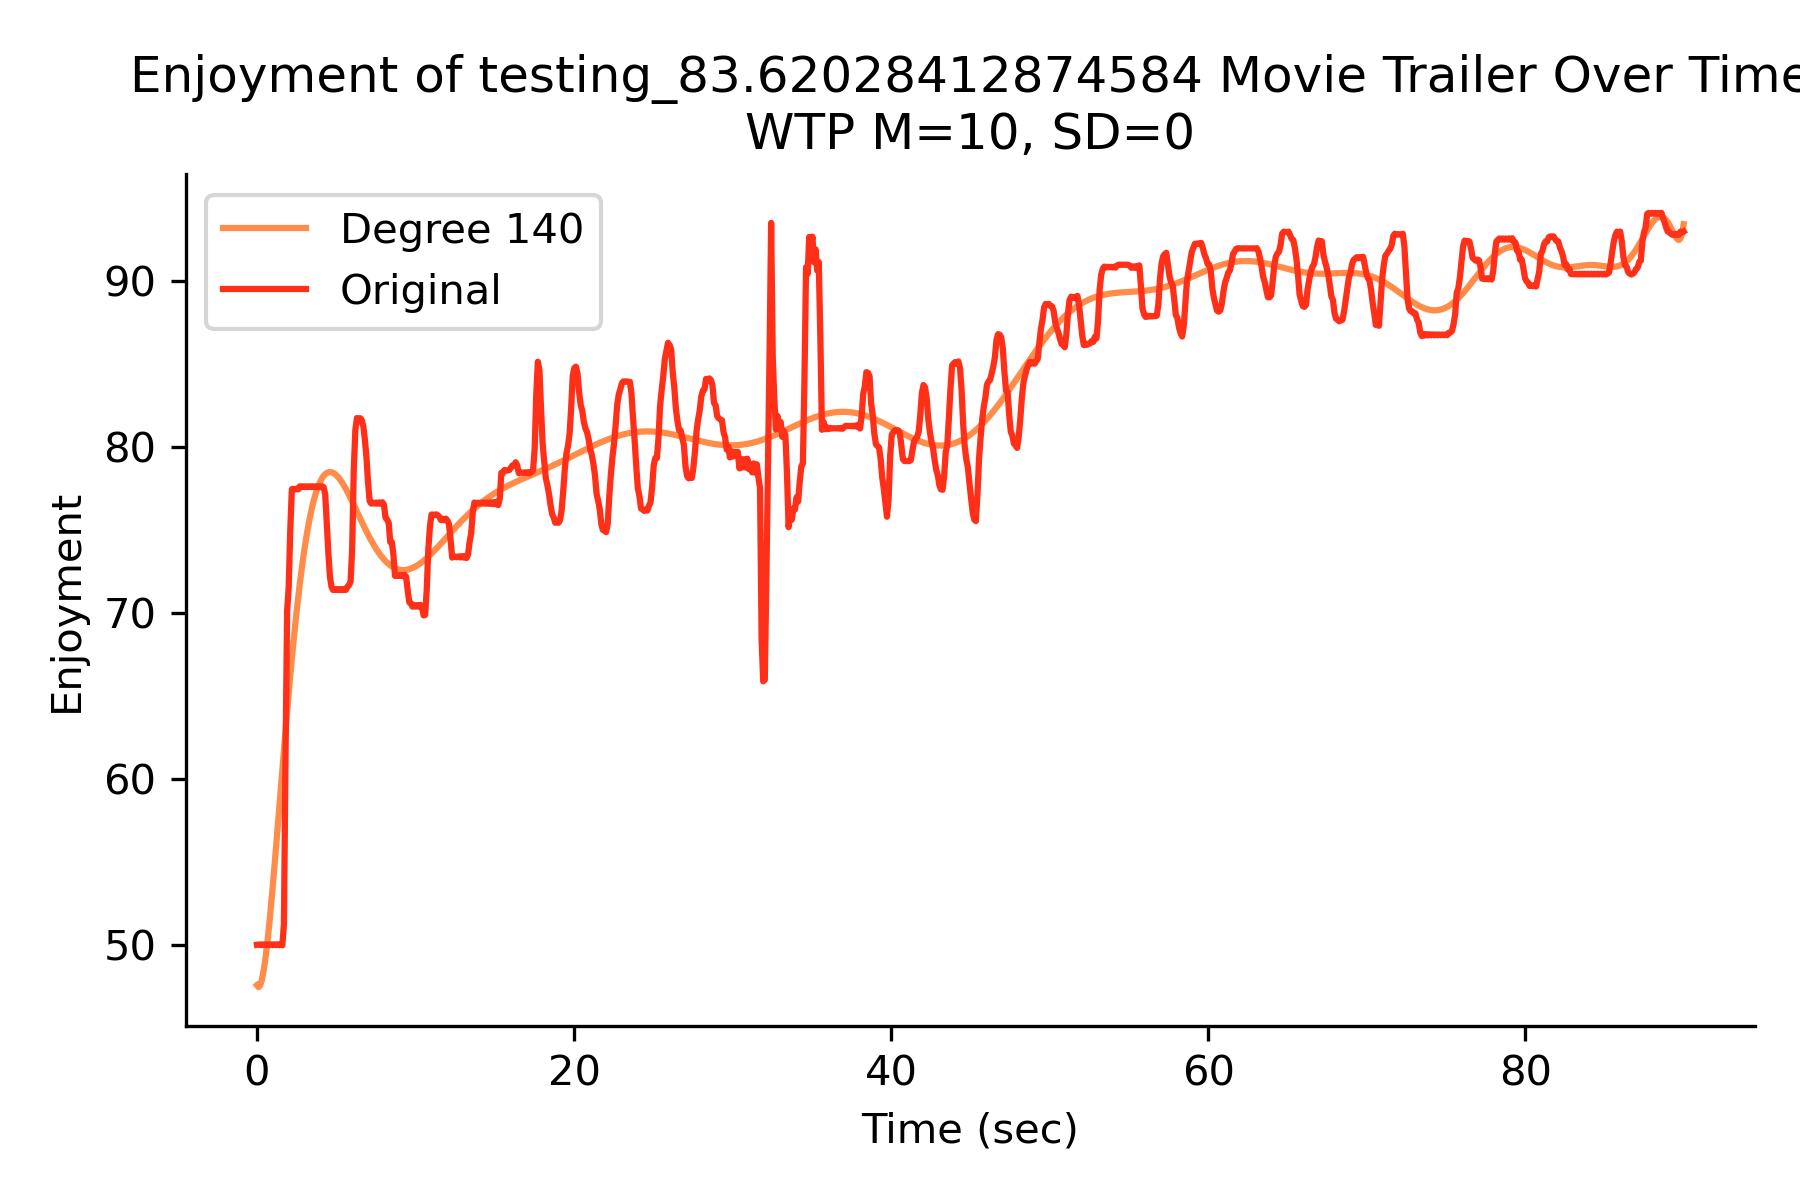 Enjoyment of testing_83.62028412874584 Movie Trailer Over Time
WTP M=10, SD=0
Degree 140
Original
90
80
70
60
50
Enjoyment
0 20 40 60 80
Time (sec)